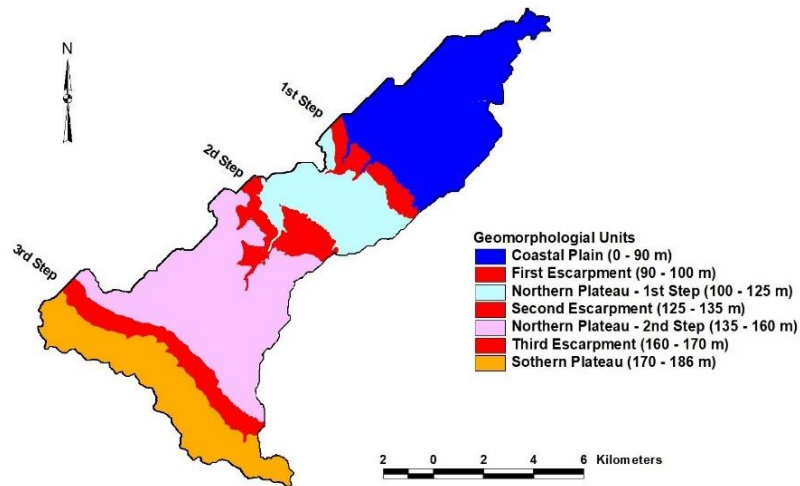 N
1st Step
2d Step
3rd Step
Geomorphologial Units
Coastal Plain (0 - 90 m)
First Escarpment (90 - 100 m)
Northern Plateau - 1st Step (100 - 125 m)
Second Escarpment (125 - 135 m)
Northern Plateau - 2nd Step (135 - 160 m)
Third Escarpment (160 - 170 m)
Sothern Plateau (170 - 186 m)
2 0 2 4 6 Kilometers